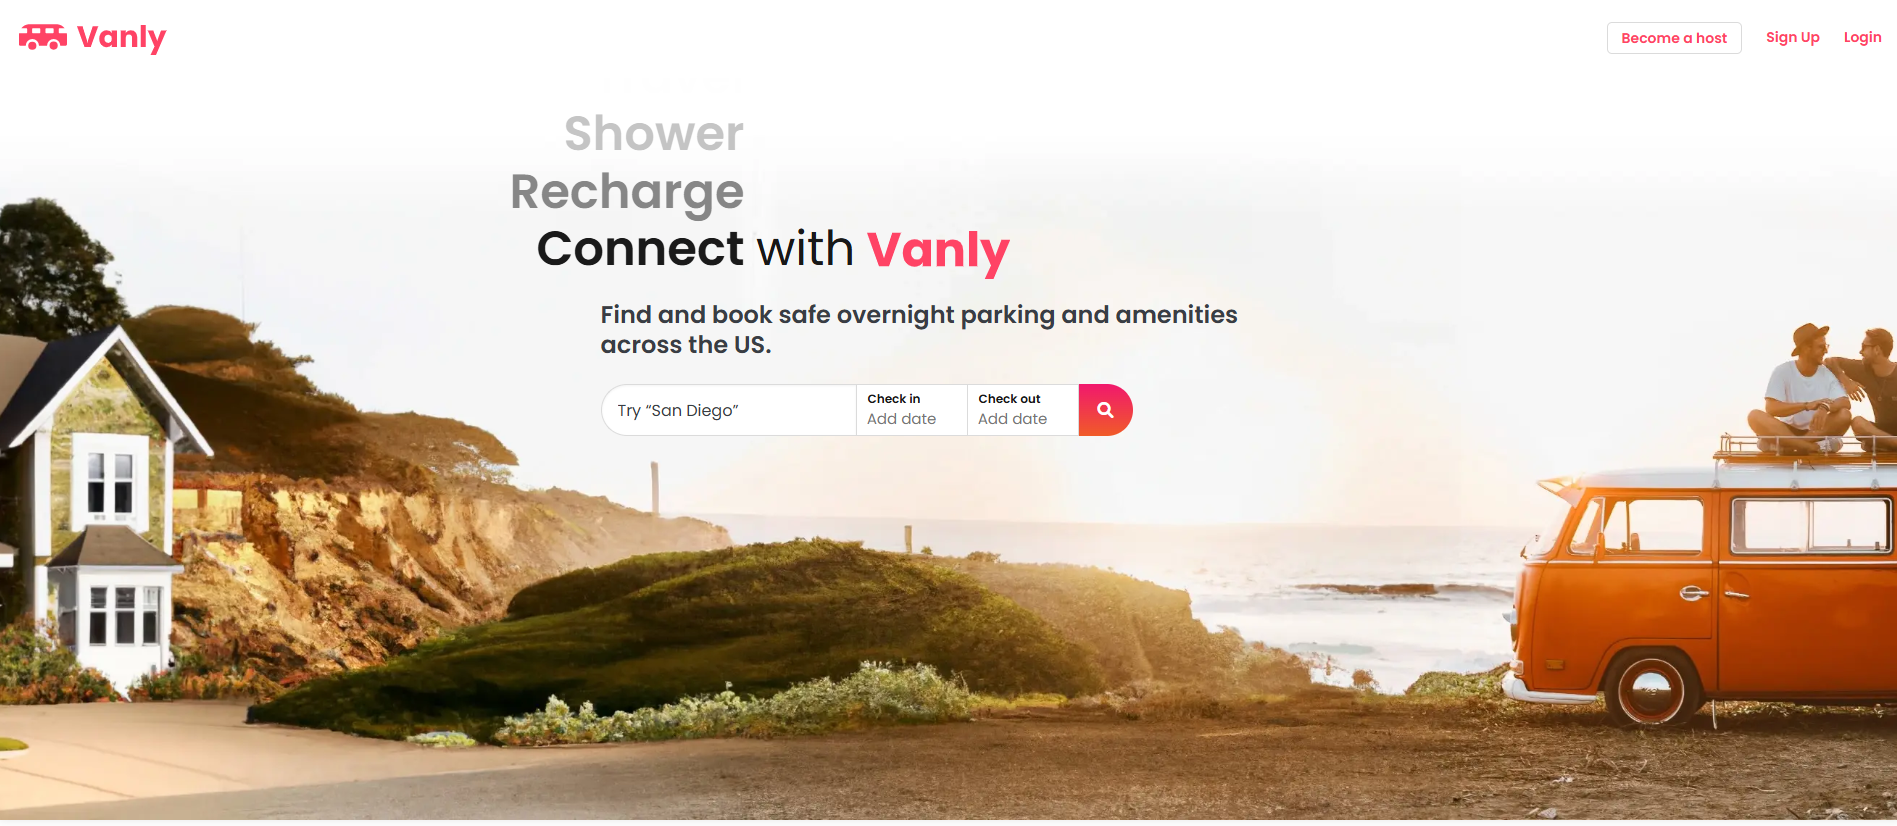 Vanly
Become a host
Sign Up
Login
Shower
Recharge
Connect with Vanly
Find and book safe overnight parking and amenities
across the US.
Try “San Diego”
Check in
Add date
Check out
Add date